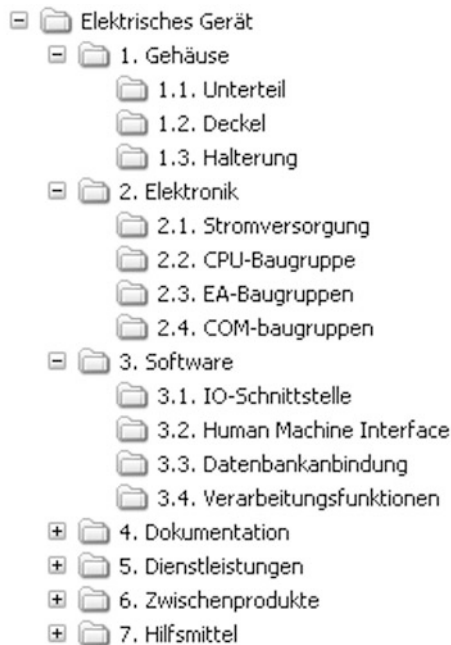 Elektrisches Gerät
1. Gehäuse
1.1. Unterteil
1.2. Deckel
1.3. Halterung
2. Elektronik
2.1. Stromversorgung
2.2. CPU-Baugruppe
2.3. EA-Baugruppen
2.4. COM-baugruppen
3. Software
3.1. IO-Schnittstelle
3.2. Human Machine Interface
3.3. Datenbankanbindung
3.4. Verarbeitungsfunktionen
4. Dokumentation
5. Dienstleistungen
6. Zwischenprodukte
7. Hilfsmittel